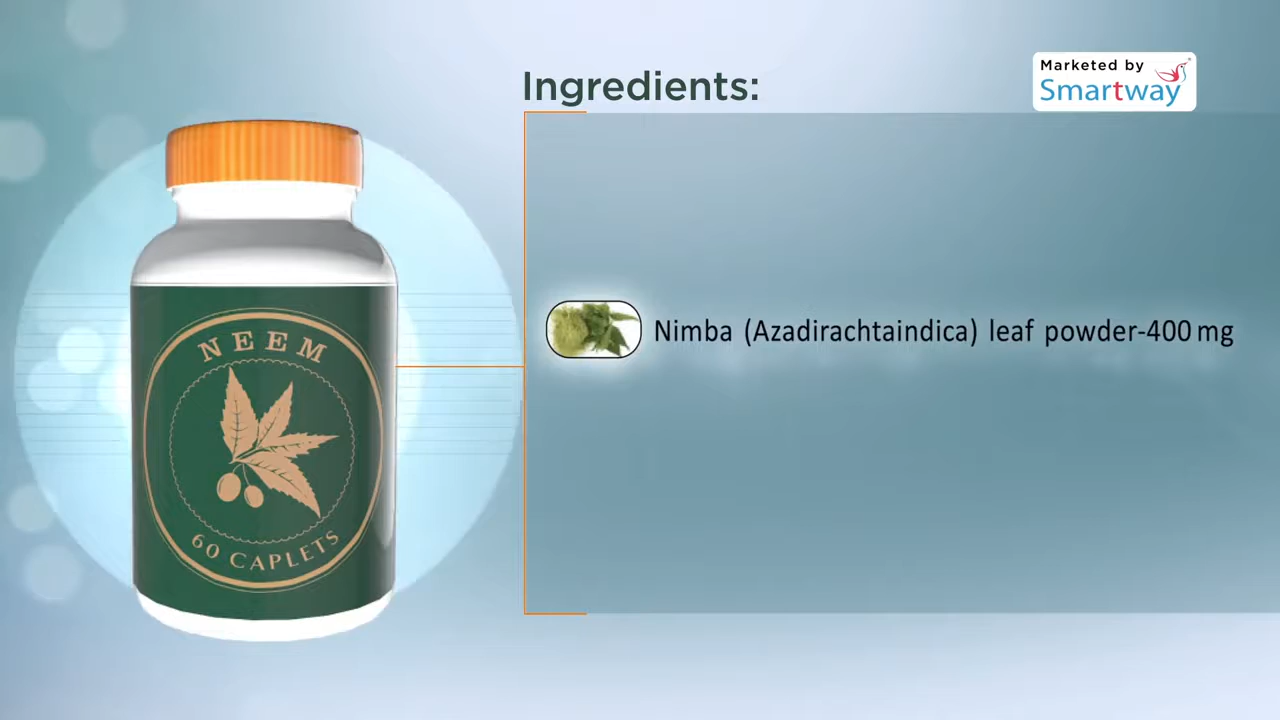 Ingredients:
Marketed by
Smartway
NEEM
60 CAPLETS
Nimba (Azadirachtaindica) leaf powder-400 mg